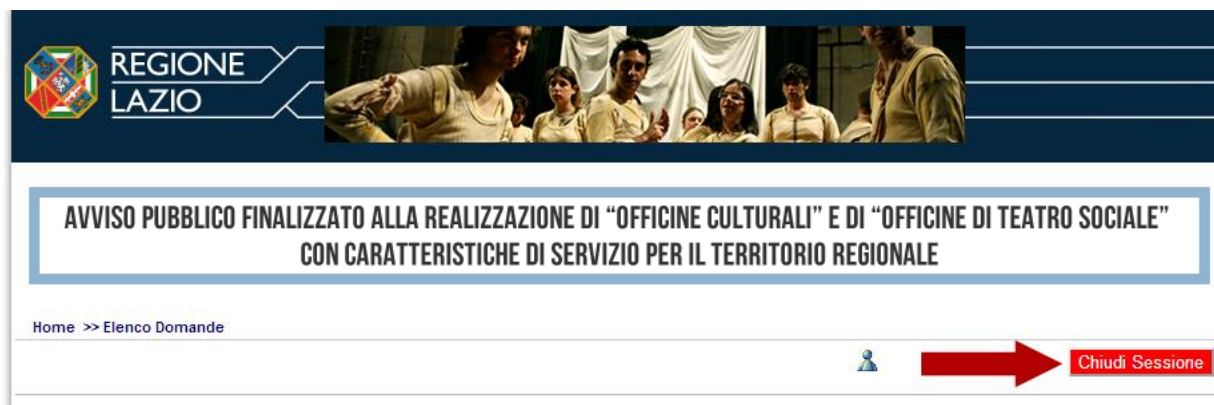 REGIONE
LAZIO
AVVISO PUBBLICO FINALIZZATO ALLA REALIZZAZIONE DI “OFFICINE CULTURALI” E DI “OFFICINE DI TEATRO SOCIALE”
CON CARATTERISTICHE DI SERVIZIO PER IL TERRITORIO REGIONALE
Home >> Elenco Domande
Chiudi Sessione